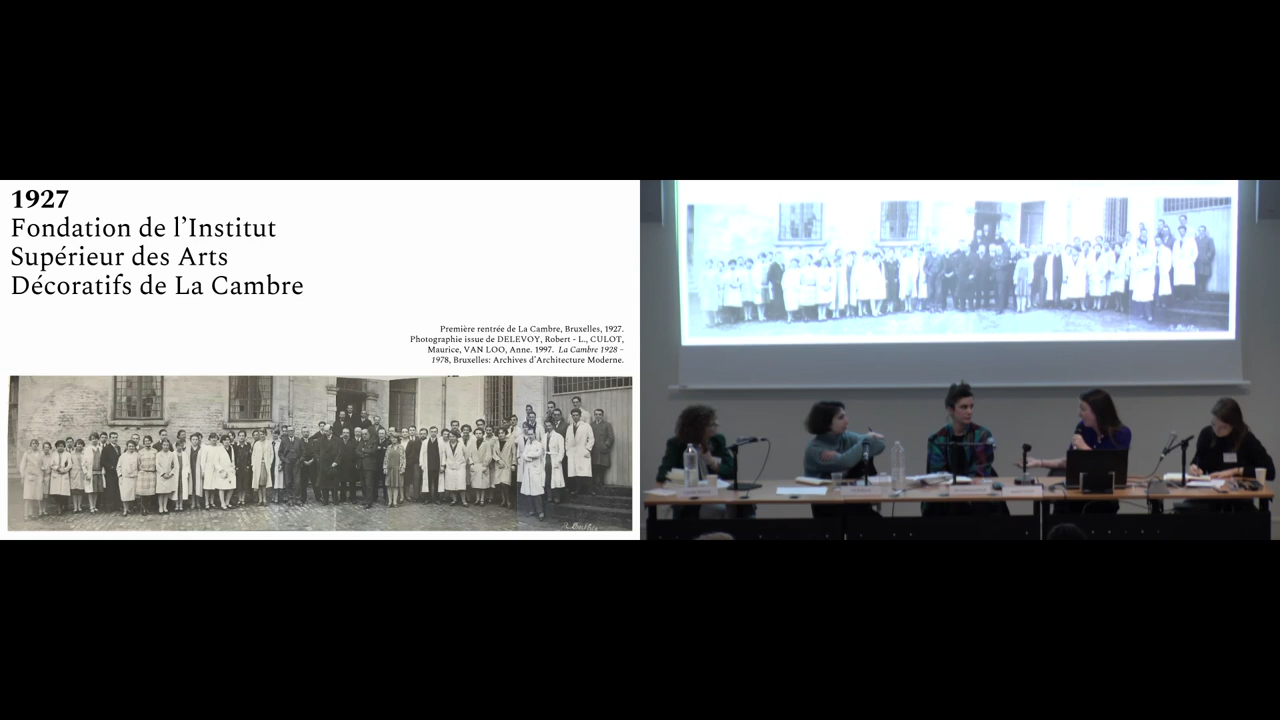 1927
Fondation de l’Institut
Supérieur des Arts
Décoratifs de La Cambre
Première rentrée de La Cambre, Bruxelles, 1927.
Photographie issue de DELEVOY, Robert - L., CULOT,
Maurice, VAN LOO, Anne. 1997. La Cambre 1928 –
1978, Bruxelles: Archives d’Architecture Moderne.